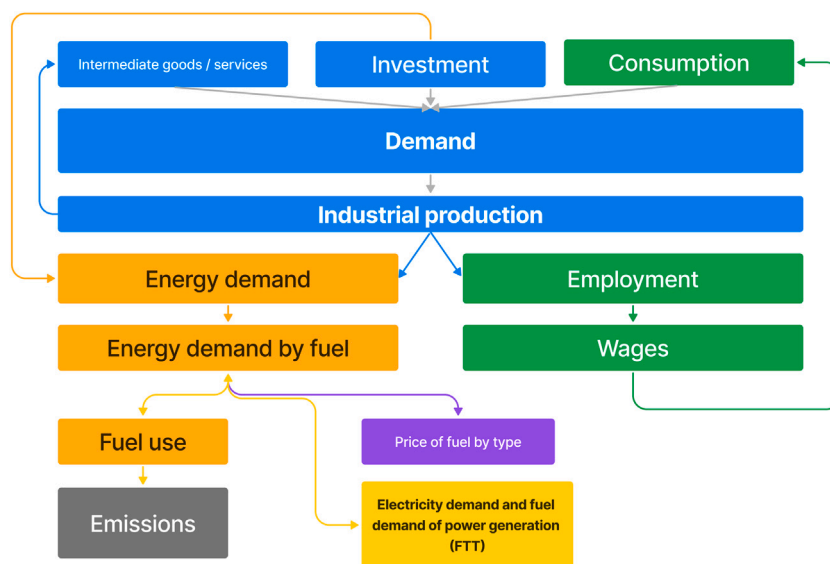 Intermediate goods / services
Investment
Consumption
Demand
Industrial production
Energy demand
Employment
Energy demand by fuel
Wages
Fuel use
Price of fuel by type
Emissions
Electricity demand and fuel
demand of power generation
(FTT)